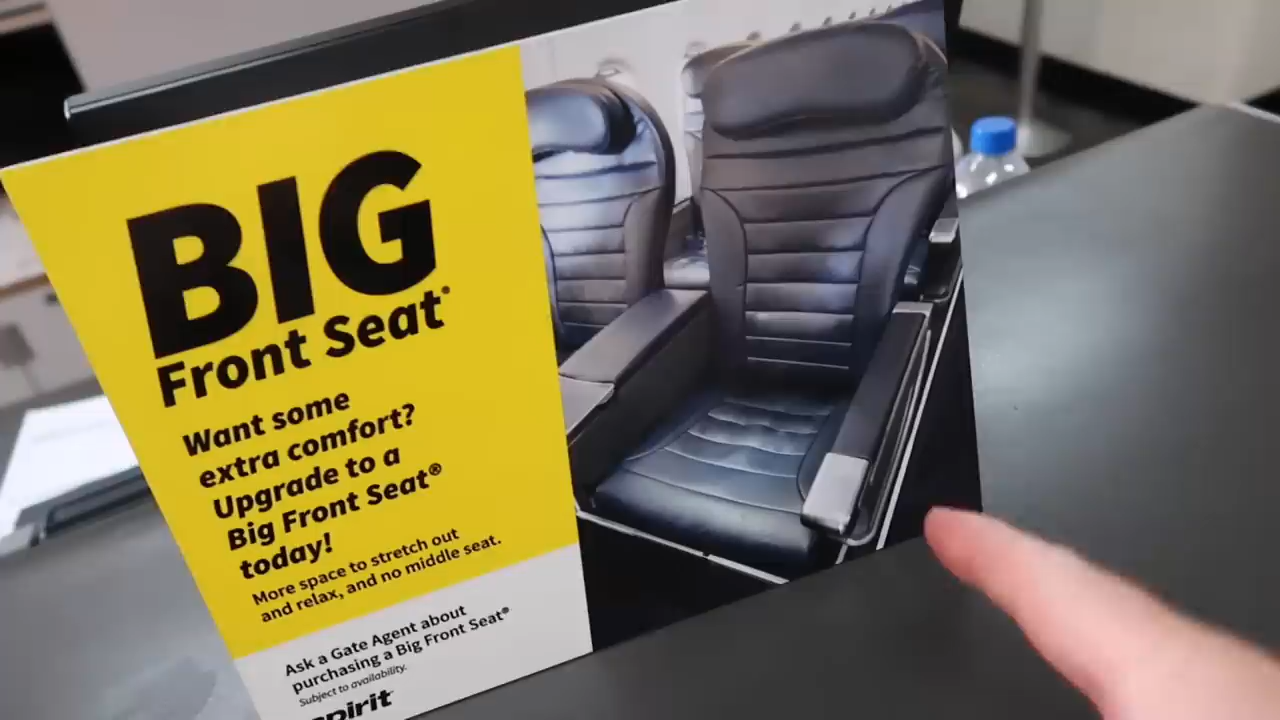 BIG
Front Seat®
Want some
extra comfort?
Upgrade to a
Big Front Seat®
today!
More space to stretch out
and relax, and no middle seat.
Ask a Gate Agent about
purchasing a Big Front Seat®
Subject to availability.
spirit